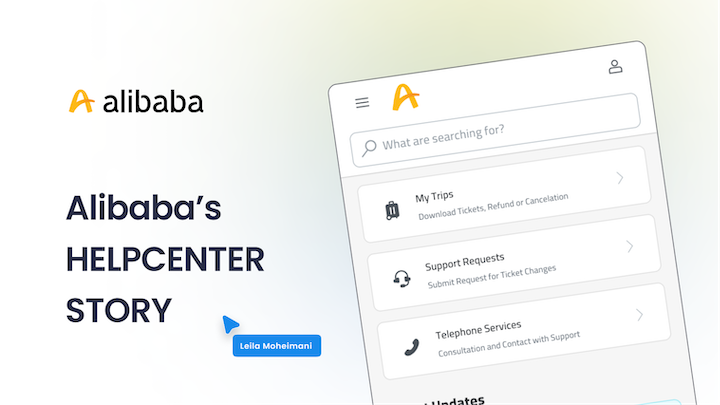 alibaba
Alibaba's
HELPCENTER
STORY
Leila Moheimani
What are searching for?
My Trips
Download Tickets, Refund or Cancelation
Support Requests
Submit Request for Ticket Changes
Telephone Services
Consultation and Contact with Support
Updates